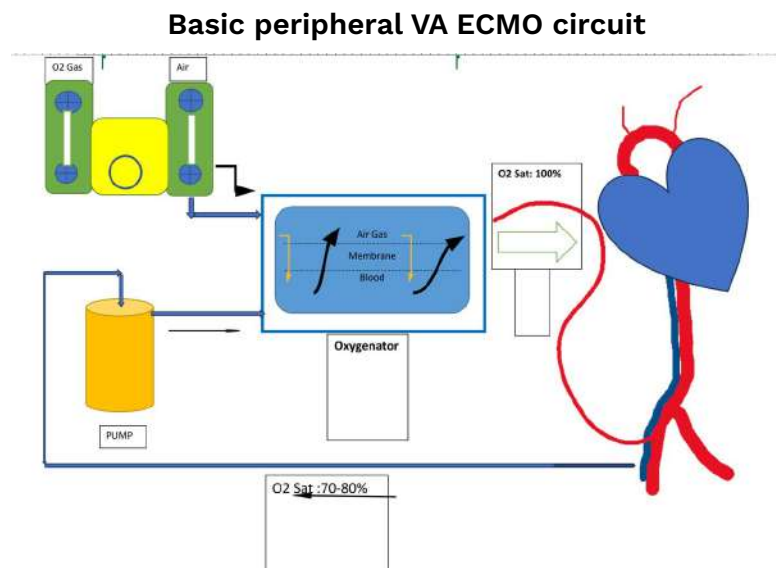 Basic peripheral VA ECMO circuit
O2 Gas
Air
O2 Sat: 100%
Air Gas
Membrane
Blood
Oxygenator
PUMP
O2 Sat :70-80%